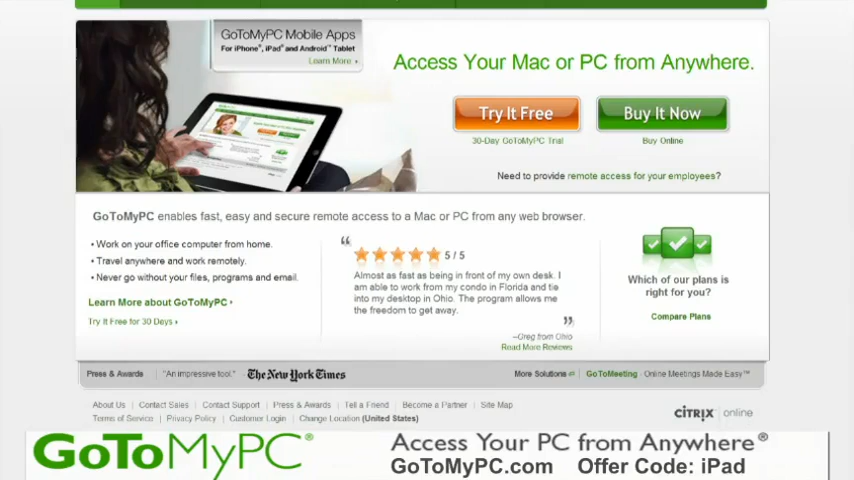 GoToMyPC Mobile Apps
For iPhone®, iPad® and Android™ Tablet
Learn More ›
Access Your Mac or PC from Anywhere.
Try It Free
Buy It Now
30-Day GoToMyPC Trial
Buy Online
Need to provide remote access for your employees?
GoToMyPC enables fast, easy and secure remote access to a Mac or PC from any web browser.
• Work on your office computer from home.
• Travel anywhere and work remotely.
• Never go without your files, programs and email.
Learn More about GoToMyPC ›
Try It Free for 30 Days ›
“
5 / 5
Almost as fast as being in front of my own desk. I
am able to work from my condo in Florida and tie
into my desktop in Ohio. The program allows me
the freedom to get away.
”
–Greg from Ohio
Read More Reviews
Which of our plans is
right for you?
Compare Plans
Press & Awards | "An impressive tool." - The New York Times
More Solutions GoToMeeting - Online Meetings Made Easy™
About Us | Contact Sales | Contact Support | Press & Awards | Tell a Friend | Become a Partner | Site Map
Terms of Service | Privacy Policy | Customer Login | Change Location (United States)
CITRIX | online
GoToMyPC®
Access Your PC from Anywhere®
GoToMyPC.com Offer Code: iPad